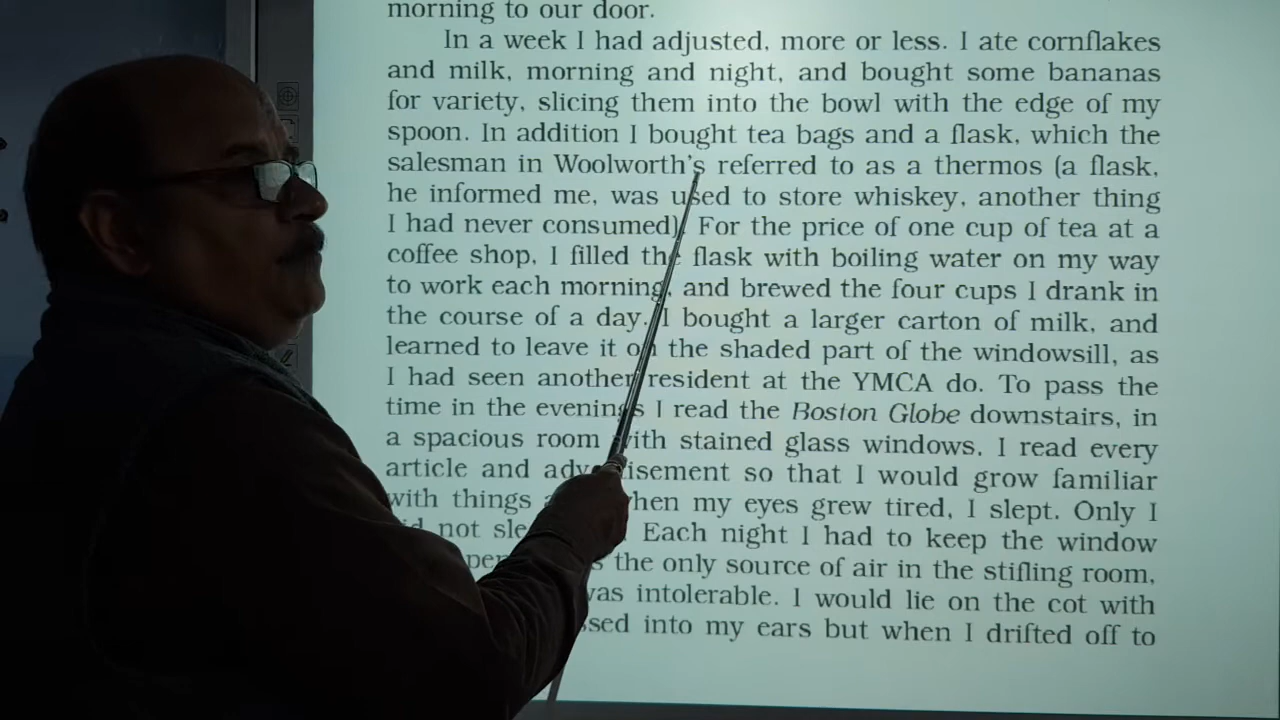 morning to our door.
In a week I had adjusted, more or less. I ate cornflakes
and milk, morning and night, and bought some bananas
for variety, slicing them into the bowl with the edge of my
spoon. In addition I bought tea bags and a flask, which the
salesman in Woolworth's referred to as a thermos (a flask,
he informed me, was used to store whiskey, another thing
I had never consumed). For the price of one cup of tea at a
coffee shop, I filled the flask with boiling water on my way
to work each morning, and brewed the four cups I drank in
the course of a day. I bought a larger carton of milk, and
learned to leave it on the shaded part of the windowsill, as
I had seen another resident at the YMCA do. To pass the
time in the evenings I read the Boston Globe downstairs, in
a spacious room with stained glass windows. I read every
article and advertisement so that I would grow familiar
with things when my eyes grew tired, I slept. Only I
not Each night I had to keep the window
the only source of air in the stifling room,
was intolerable. I would lie on the cot with
into my ears but when I drifted off to